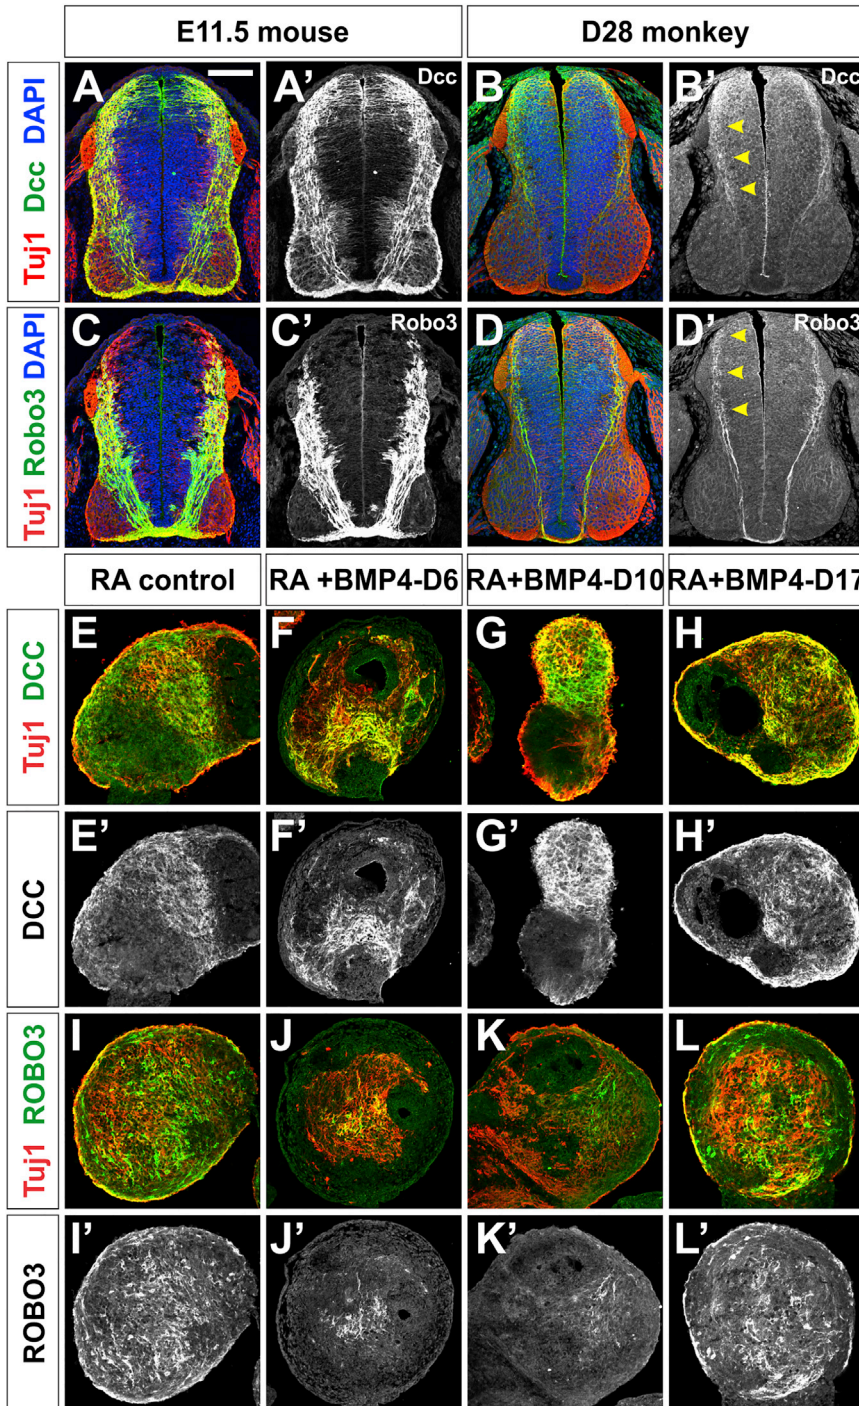 E11.5 mouse
D28 monkey
Tuj1 Dcc DAPI
A
A’ Dcc
B
B’ Dcc
Tuj1 Robo3 DAPI
C
C’ Robo3
D
D’ Robo3
RA control
RA +BMP4-D6
RA+BMP4-D10
RA+BMP4-D17
Tuj1 DCC
E
F
G
H
DCC
E’
F’
G’
H’
Tuj1 ROBO3
I
J
K
L
ROBO3
I’
J’
K’
L’